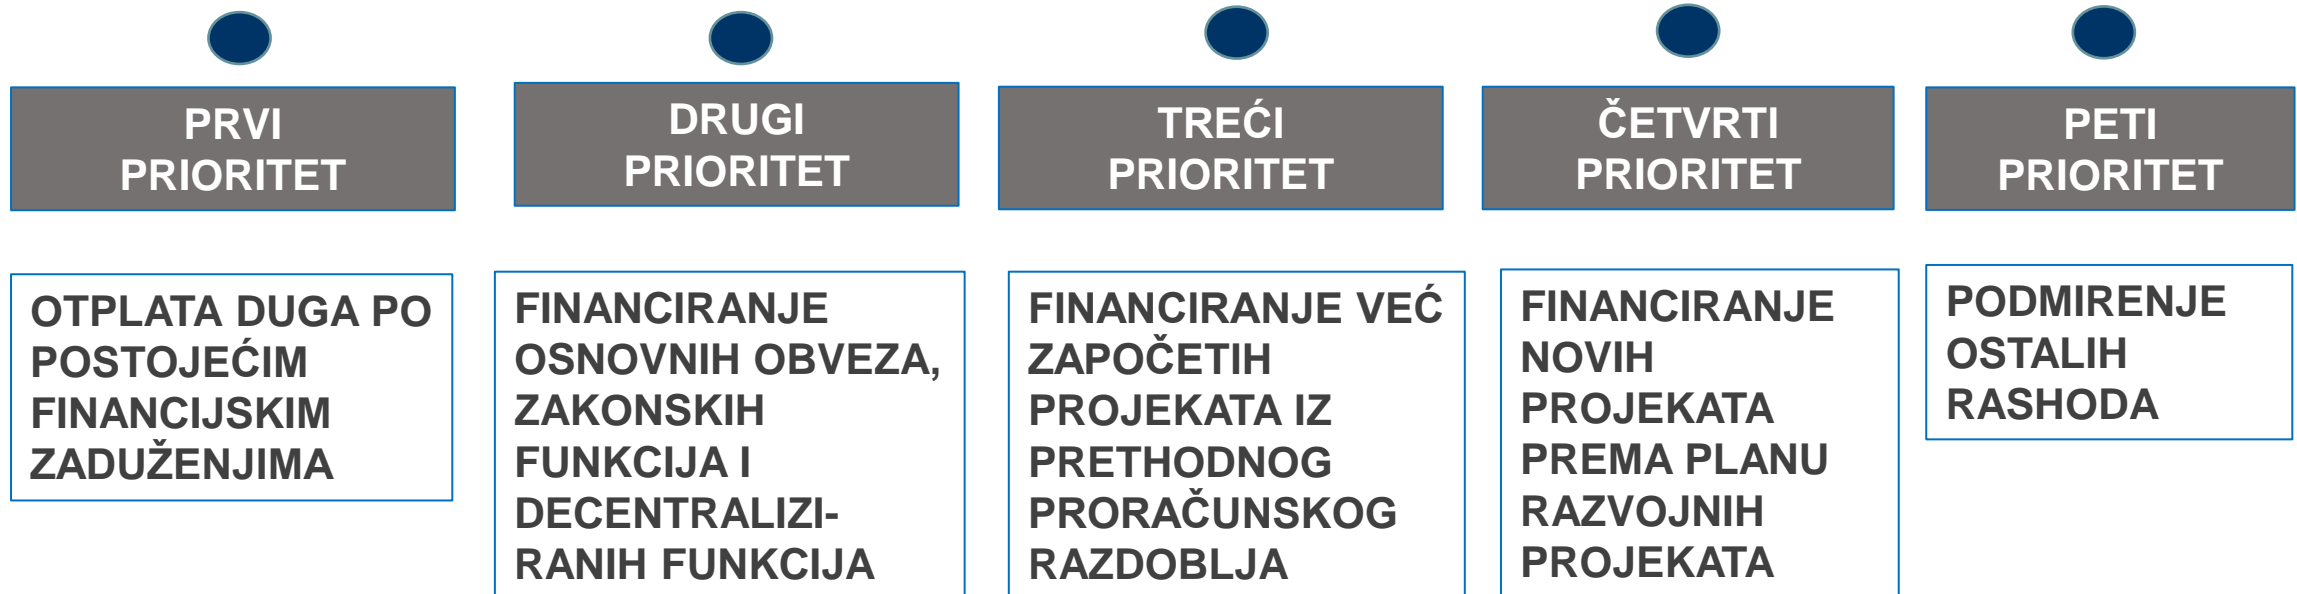 PRVI
PRIORITET
OTPLATA DUGA PO
POSTOJEĆIM
FINANCIJSKIM
ZADUŽENJIMA
DRUGI
PRIORITET
FINANCIRANJE
OSNOVNIH OBVEZA,
ZAKONSKIH
FUNKCIJA I
DECENTRALIZI-
RANIH FUNKCIJA
TREĆI
PRIORITET
FINANCIRANJE VEĆ
ZAPOČETIH
PROJEKATA IZ
PRETHODNOG
PRORAČUNSKOG
RAZDOBLJA
ČETVRTI
PRIORITET
FINANCIRANJE
NOVIH
PROJEKATA
PREMA PLANU
RAZVOJNIH
PROJEKATA
PETI
PRIORITET
PODMIRENJE
OSTALIH
RASHODA